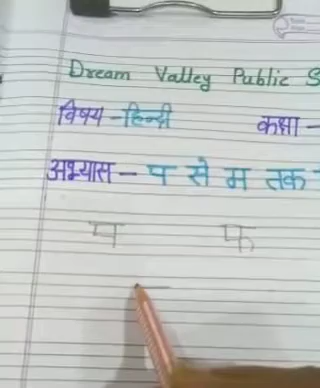 Dream Valley Public S
विषय - हिन्दी कक्षा -
अभ्यास - प से म तक
प फ